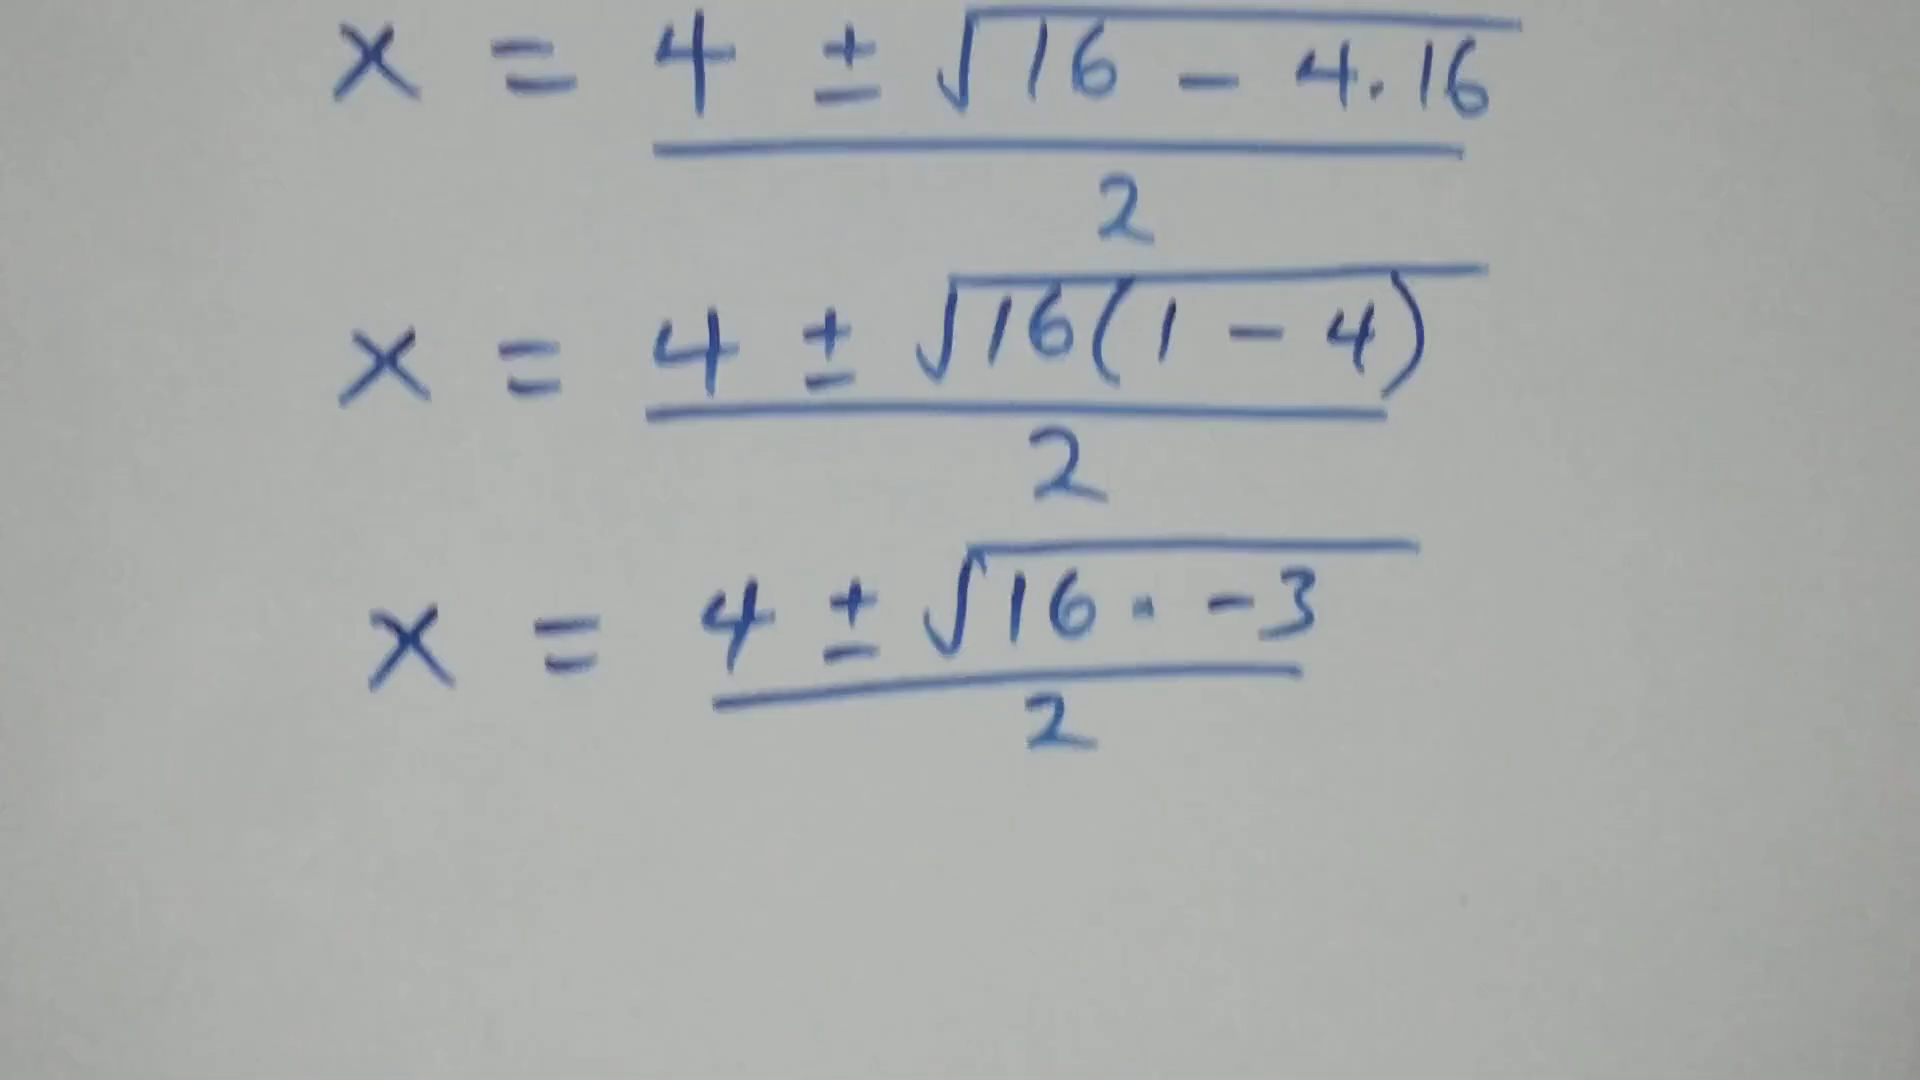 x = 4 ± √16 - 4.16
2
x = 4 ± √16(1 - 4)
2
x = 4 ± √16 · -3
2